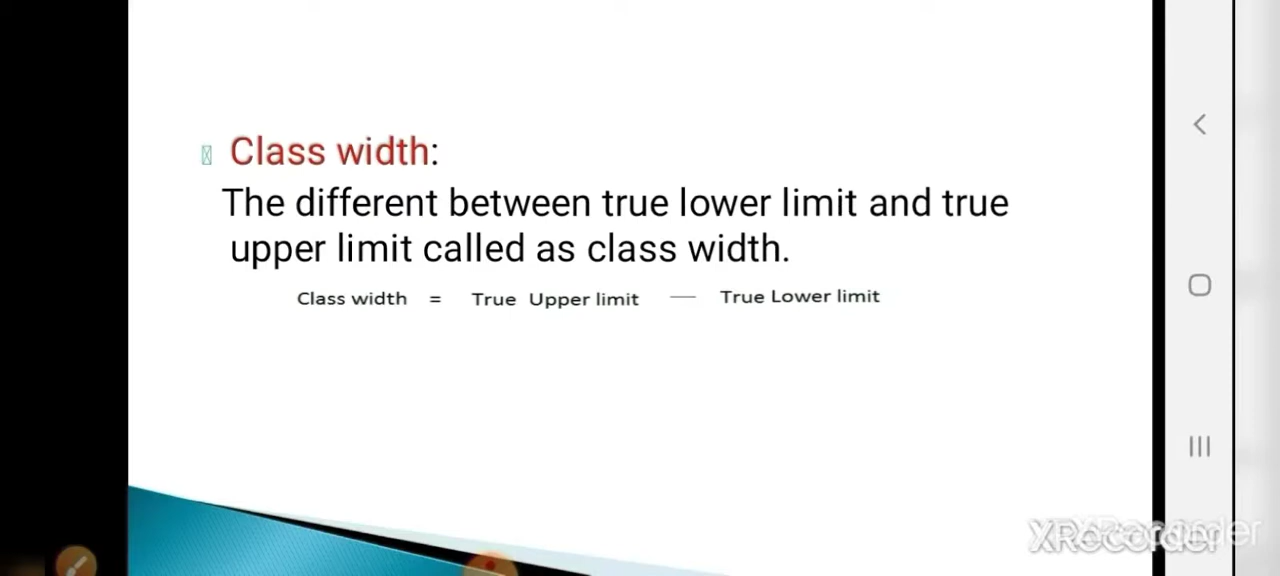 Class width:
The different between true lower limit and true
upper limit called as class width.
Class width = True Upper limit — True Lower limit
XRecorder